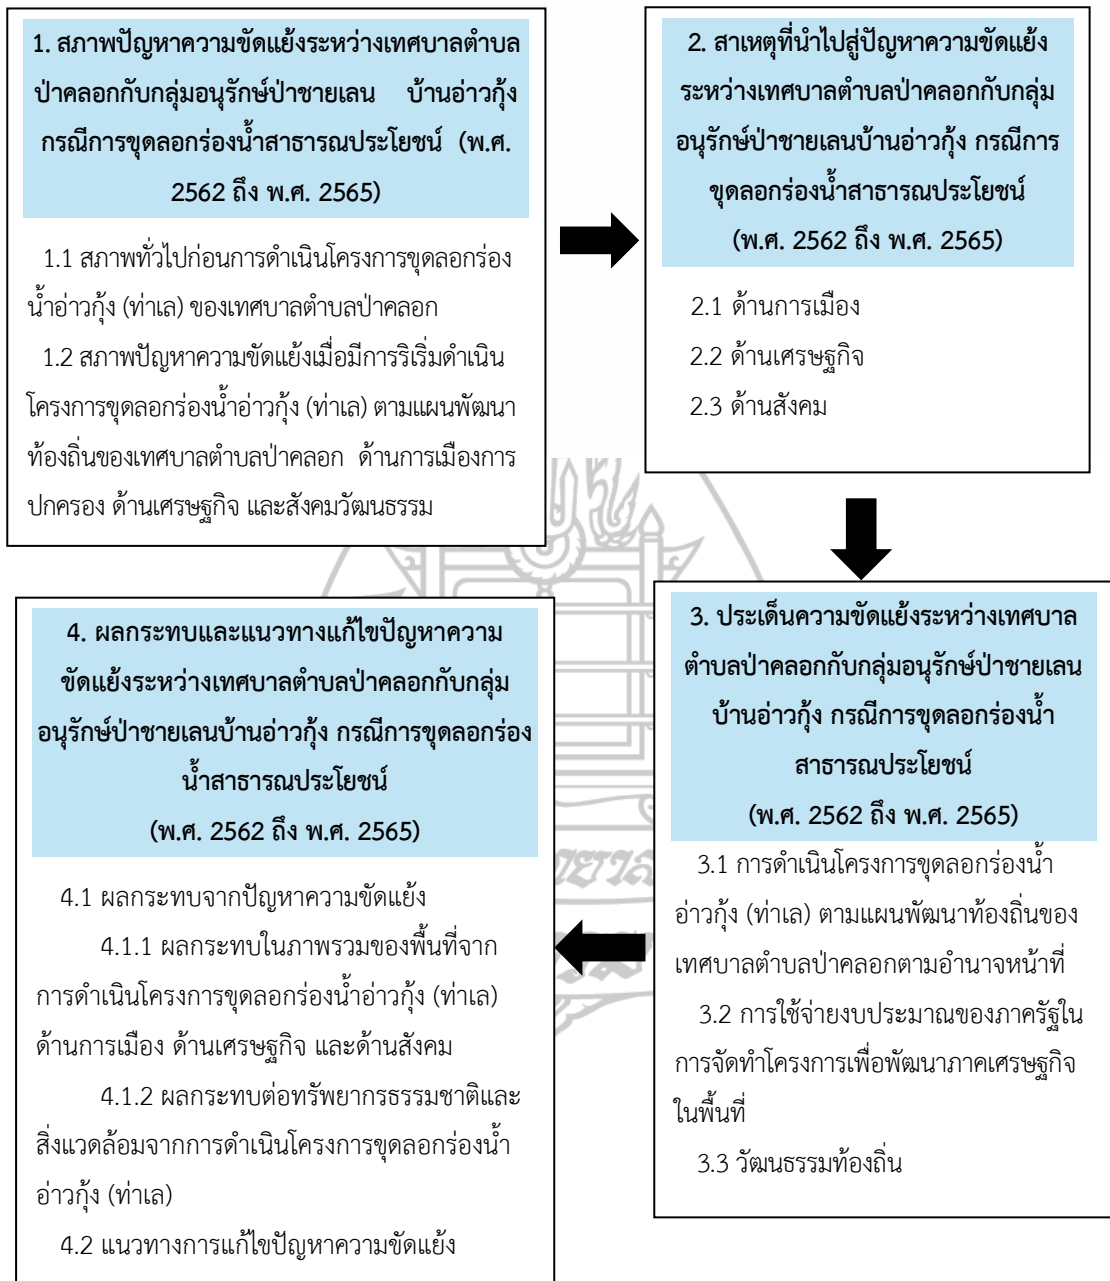 1. สภาพปัญหาความขัดแย้งระหว่างเทศบาลตำบล
ป่าคลอกกับกลุ่มอนุรักษ์ป่าชายเลน บ้านอ่าวกุ้ง
กรณีการขุดลอกร่องน้ำสาธารณประโยชน์ (พ.ศ.
2562 ถึง พ.ศ. 2565)
1.1 สภาพทั่วไปก่อนการดำเนินโครงการขุดลอกร่อง
น้ำอ่าวกุ้ง (ท่าเล) ของเทศบาลตำบลป่าคลอก
1.2 สภาพปัญหาความขัดแย้งเมื่อมีการริเริ่มดำเนิน
โครงการขุดลอกร่องน้ำอ่าวกุ้ง (ท่าเล) ตามแผนพัฒนา
ท้องถิ่นของเทศบาลตำบลป่าคลอก ด้านการเมืองการ
ปกครอง ด้านเศรษฐกิจ และสังคมวัฒนธรรม
2. สาเหตุที่นำไปสู่ปัญหาความขัดแย้ง
ระหว่างเทศบาลตำบลป่าคลอกกับกลุ่ม
อนุรักษ์ป่าชายเลนบ้านอ่าวกุ้ง กรณีการ
ขุดลอกร่องน้ำสาธารณประโยชน์
(พ.ศ. 2562 ถึง พ.ศ. 2565)
2.1 ด้านการเมือง
2.2 ด้านเศรษฐกิจ
2.3 ด้านสังคม
3. ประเด็นความขัดแย้งระหว่างเทศบาล
ตำบลป่าคลอกกับกลุ่มอนุรักษ์ป่าชายเลน
บ้านอ่าวกุ้ง กรณีการขุดลอกร่องน้ำ
สาธารณประโยชน์
(พ.ศ. 2562 ถึง พ.ศ. 2565)
3.1 การดำเนินโครงการขุดลอกร่องน้ำ
อ่าวกุ้ง (ท่าเล) ตามแผนพัฒนาท้องถิ่นของ
เทศบาลตำบลป่าคลอกตามอำนาจหน้าที่
3.2 การใช้จ่ายงบประมาณของภาครัฐใน
การจัดทำโครงการเพื่อพัฒนาภาคเศรษฐกิจ
ในพื้นที่
3.3 วัฒนธรรมท้องถิ่น
4. ผลกระทบและแนวทางแก้ไขปัญหาความ
ขัดแย้งระหว่างเทศบาลตำบลป่าคลอกกับกลุ่ม
อนุรักษ์ป่าชายเลนบ้านอ่าวกุ้ง กรณีการขุดลอกร่อง
น้ำสาธารณประโยชน์
(พ.ศ. 2562 ถึง พ.ศ. 2565)
4.1 ผลกระทบจากปัญหาความขัดแย้ง
4.1.1 ผลกระทบในภาพรวมของพื้นที่จาก
การดำเนินโครงการขุดลอกร่องน้ำอ่าวกุ้ง (ท่าเล)
ด้านการเมือง ด้านเศรษฐกิจ และด้านสังคม
4.1.2 ผลกระทบต่อทรัพยากรธรรมชาติและ
สิ่งแวดล้อมจากการดำเนินโครงการขุดลอกร่องน้ำ
อ่าวกุ้ง (ท่าเล)
4.2 แนวทางการแก้ไขปัญหาความขัดแย้ง